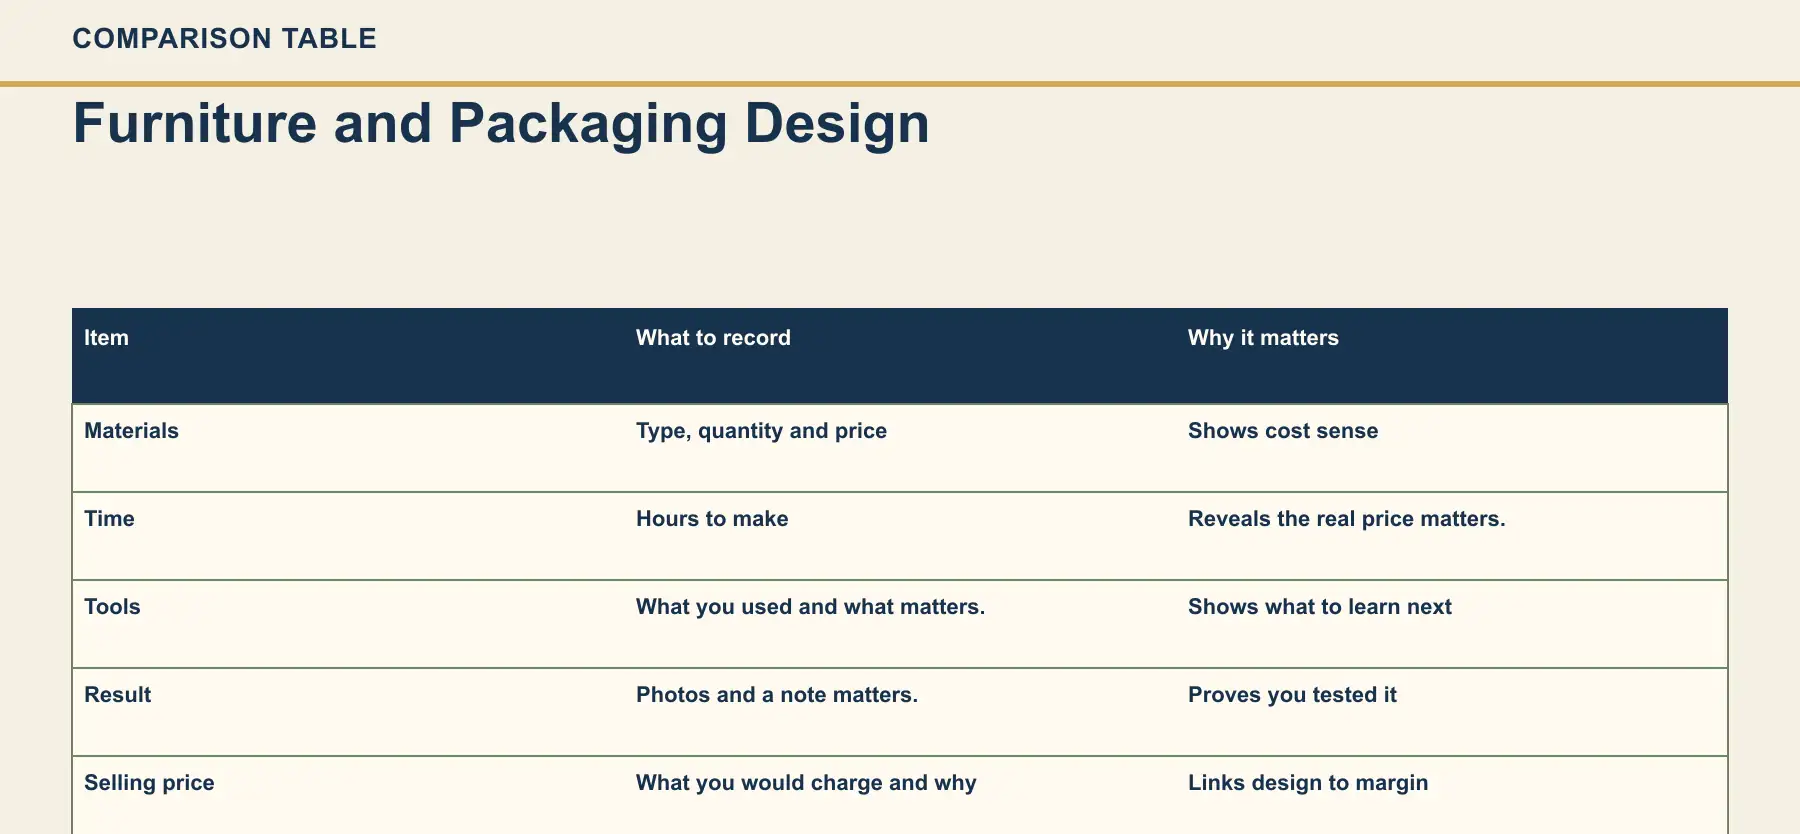 COMPARISON TABLE
Furniture and Packaging Design
Item What to record Why it matters
Materials Type, quantity and price Shows cost sense
Time Hours to make Reveals the real price matters.
Tools What you used and what matters. Shows what to learn next
Result Photos and a note matters. Proves you tested it
Selling price What you would charge and why Links design to margin